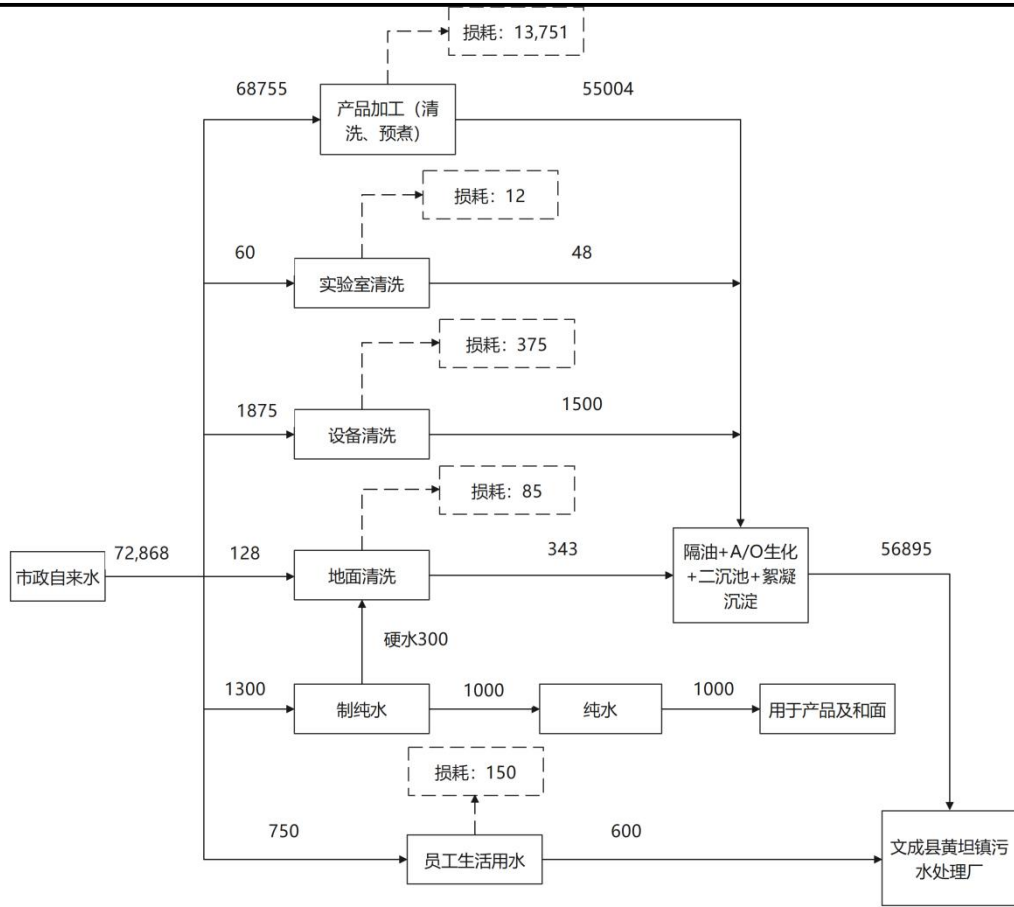 损耗：13,751
68755
产品加工（清
洗、预煮）
55004
损耗：12
60
实验室清洗
48
损耗：375
1875
设备清洗
1500
损耗：85
市政自来水
72,868
128
地面清洗
343
隔油+A/O生化
+二沉池+絮凝
沉淀
56895
硬水300
1300
制纯水
1000
纯水
1000
用于产品及和面
损耗：150
750
员工生活用水
600
文成县黄坦镇污
水处理厂